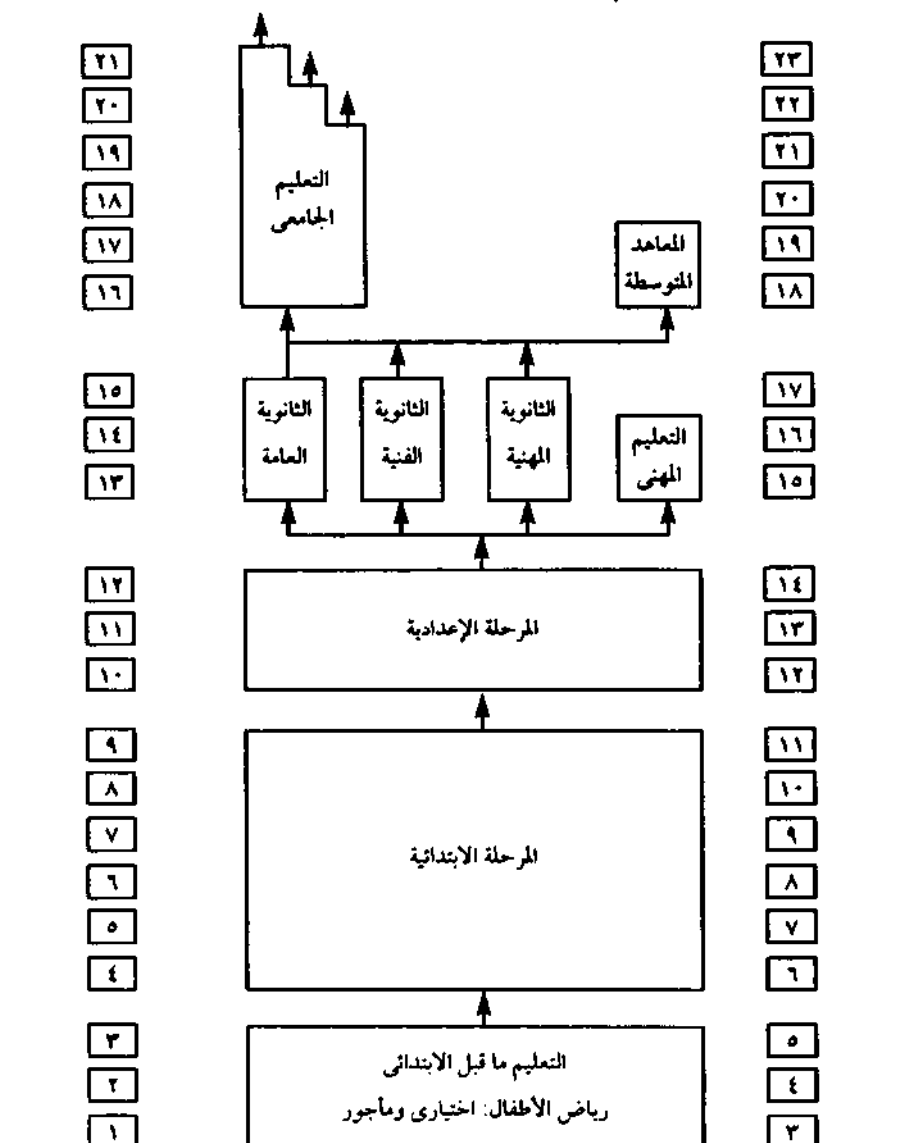 ٢٣
٢٢
٢١
٢٠
١٩
١٨
١٧
١٦
١٥
١٤
١٣
١٢
١١
١٠
٩
٨
٧
٦
٥
٤
٣
المعاهد
المتوسطة
التعليم
الجامعى
التعليم
المهنى
الثانوية
المهنية
الثانوية
الفنية
الثانوية
العامة
المرحلة الإعدادية
المرحلة الابتدائية
التعليم ما قبل الابتدائى
رياض الأطفال: اختيارى ومأجور
٢١
٢٠
١٩
١٨
١٧
١٦
١٥
١٤
١٣
١٢
١١
١٠
٩
٨
٧
٦
٥
٤
٣
٢
١